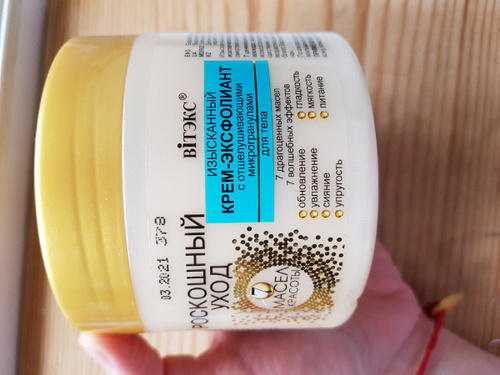 ВІТЭКС®
ИЗЫСКАННЫЙ
КРЕМ-ЭКСФОЛИАНТ
С ОТШЕЛУШИВАЮЩИМИ
МИКРОГРАНУЛАМИ
ДЛЯ ТЕЛА
7 драгоценных масел
7 волшебных эффектов
обновление
увлажнение
сияние
упругость
гладкость
мягкость
питание
РОСКОШНЫЙ
УХОД
7
МАСЕЛ
КРАСОТЫ
03.2021 378